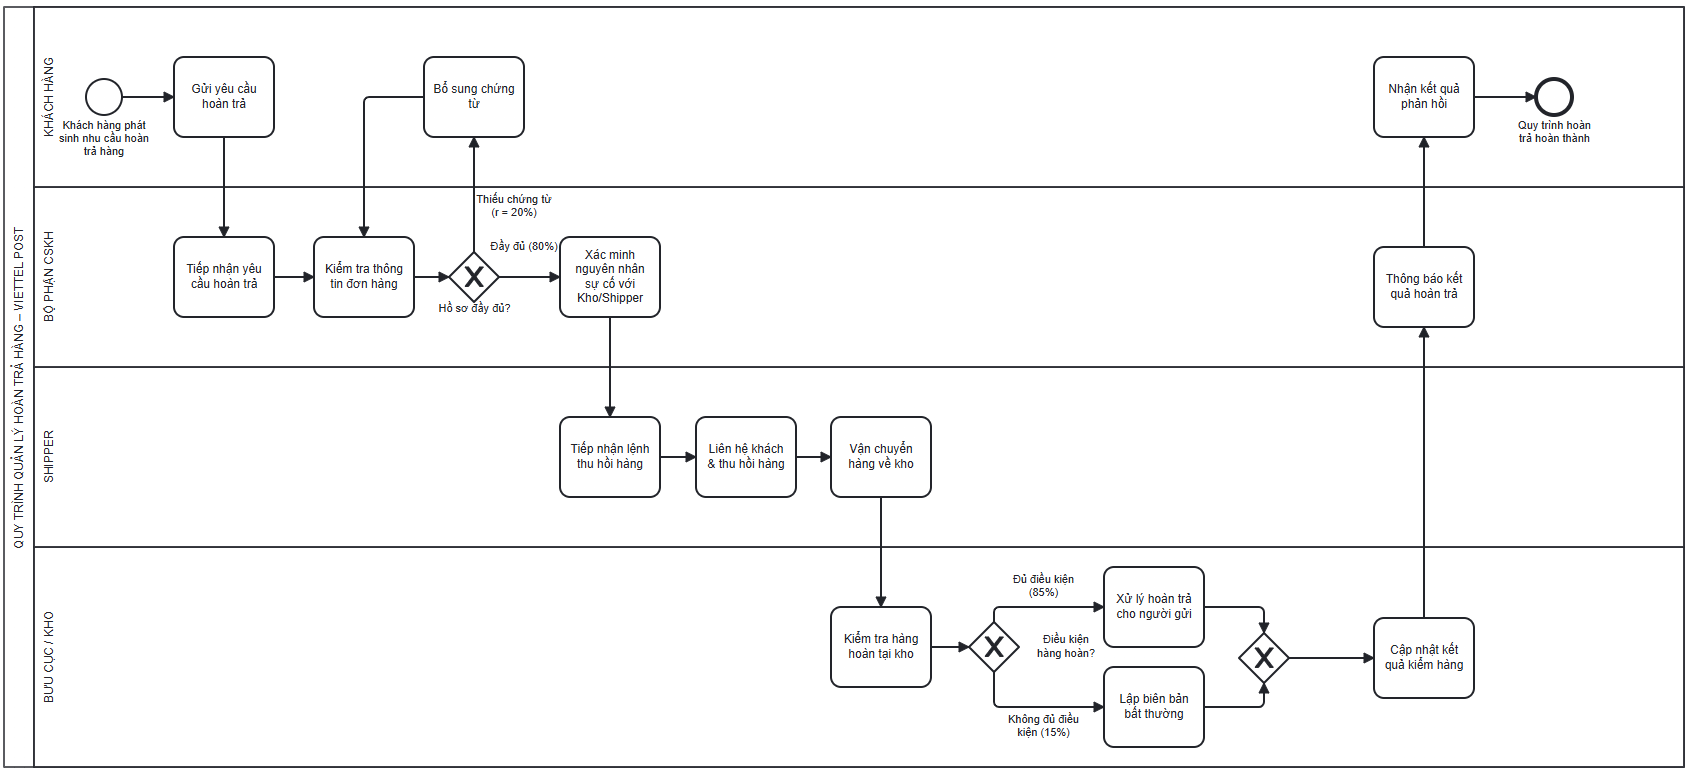 QUY TRÌNH QUẢN LÝ HOÀN TRẢ HÀNG – VIETTEL POST
KHÁCH HÀNG
Khách hàng phát
sinh nhu cầu hoàn
trả hàng
Gửi yêu cầu
hoàn trả
Bổ sung chứng
từ
Nhận kết quả
phản hồi
Quy trình hoàn
trả hoàn thành
BỘ PHẬN CSKH
Tiếp nhận yêu
cầu hoàn trả
Kiểm tra thông
tin đơn hàng
Thiếu chứng từ
(r = 20%)
Đầy đủ (80%)
Hồ sơ đầy đủ?
Xác minh
nguyên nhân
sự cố với
Kho/Shipper
Thông báo kết
quả hoàn trả
SHIPPER
Tiếp nhận lệnh
thu hồi hàng
Liên hệ khách
& thu hồi hàng
Vận chuyển
hàng về kho
BƯU CỤC / KHO
Kiểm tra hàng
hoàn tại kho
Đủ điều kiện
(85%)
Điều kiện
hàng hoàn?
Không đủ điều
kiện (15%)
Xử lý hoàn trả
cho người gửi
Lập biên bản
bất thường
Cập nhật kết
quả kiểm hàng